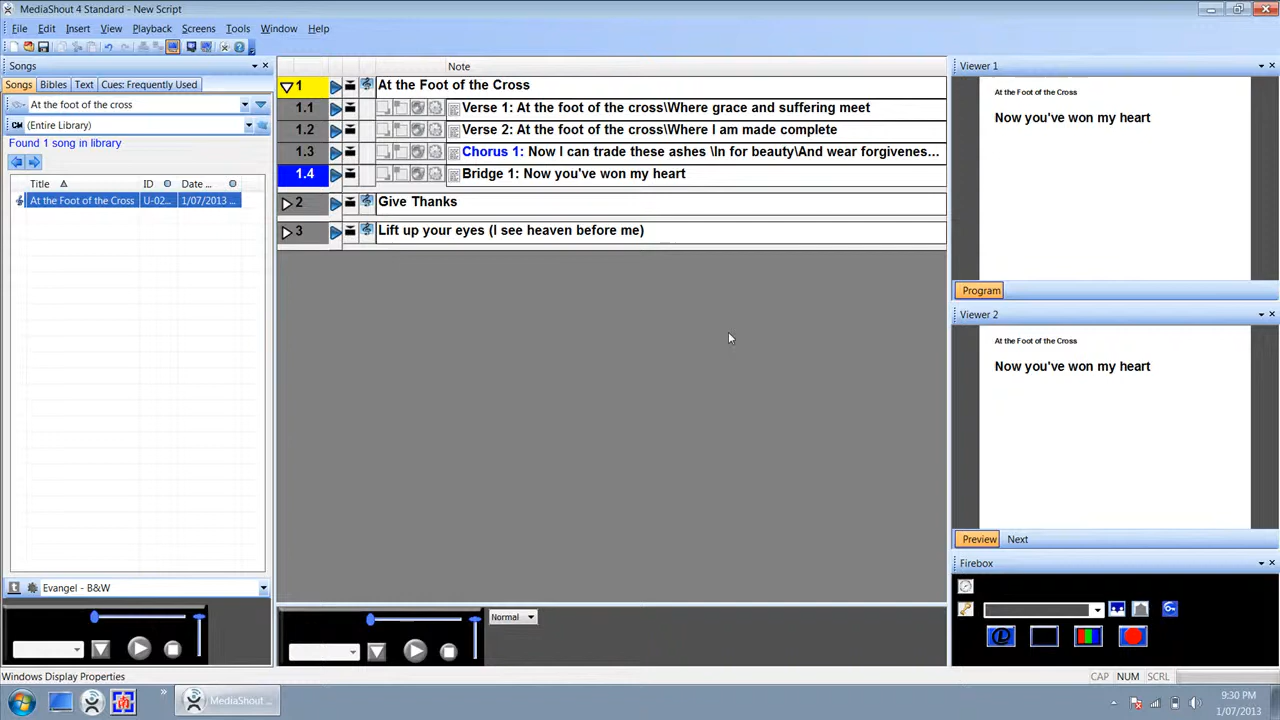 MediaShout 4 Standard - New Script
File Edit Insert View Playback Screens Tools Window Help
Songs
Songs Bibles Text Cues: Frequently Used
At the foot of the cross
CW (Entire Library)
Found 1 song in library
Title ID Date ...
At the Foot of the Cross U-02... 1/07/2013 ...
Evangel - B&W
Note
1 At the Foot of the Cross
1.1 Verse 1: At the foot of the cross\Where grace and suffering meet
1.2 Verse 2: At the foot of the cross\Where I am made complete
1.3 Chorus 1: Now I can trade these ashes \In for beauty\And wear forgivenes...
1.4 Bridge 1: Now you've won my heart
2 Give Thanks
3 Lift up your eyes (I see heaven before me)
Normal
Viewer 1
At the Foot of the Cross
Now you've won my heart
Program
Viewer 2
At the Foot of the Cross
Now you've won my heart
Preview Next
Firebox
Windows Display Properties
CAP NUM SCRL
MediaShout ...
9:30 PM
1/07/2013